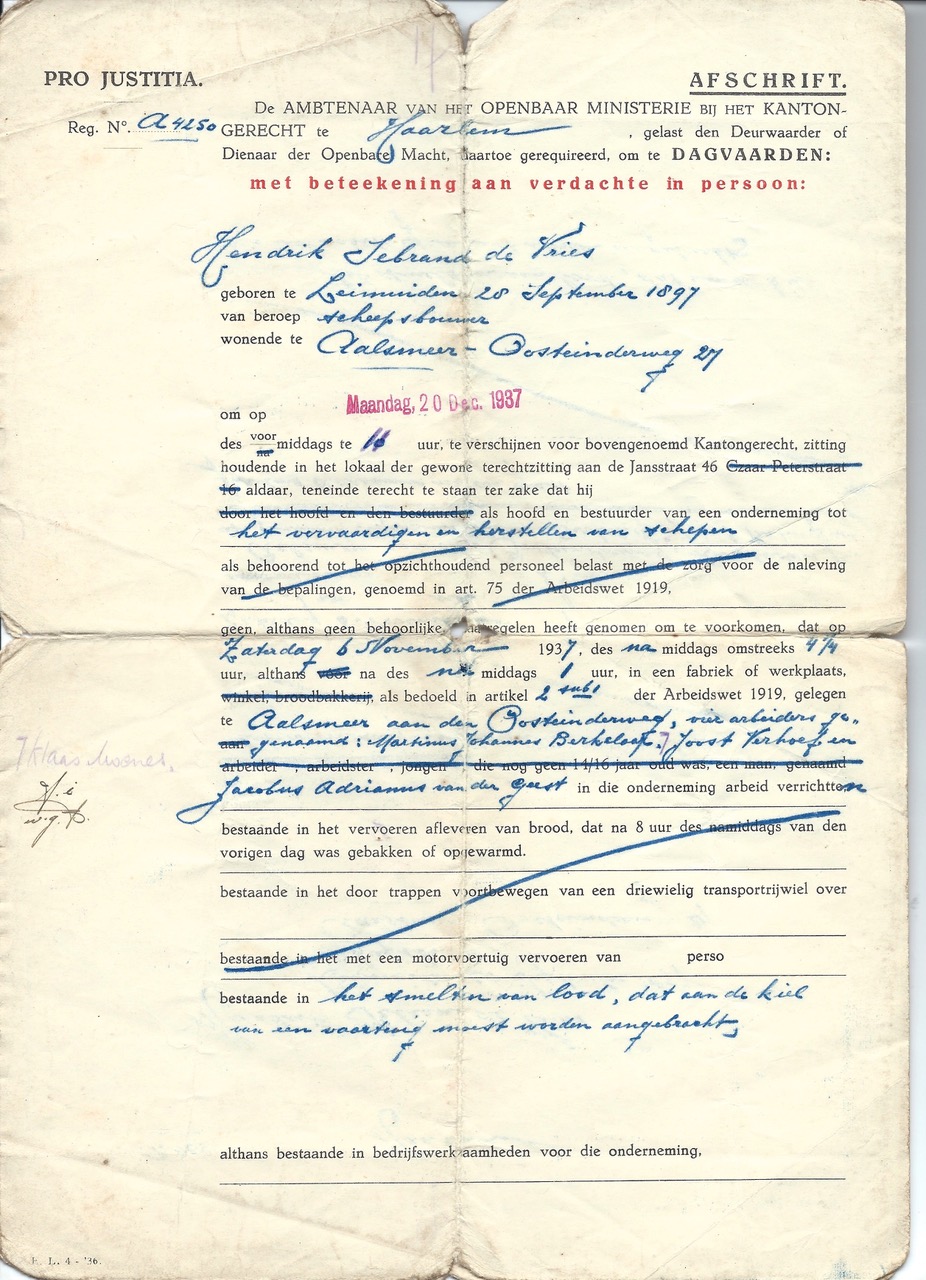 PRO JUSTITIA.
AFSCHRIFT.
De AMBTENAAR VAN HET OPENBAAR MINISTERIE BIJ HET KANTON-
Reg. No. A 4250 GERECHT te Haarlem , gelast den Deurwaarder of
Dienaar der Openbare Macht, daartoe gerequireerd, om te DAGVAARDEN:
met beteekening aan verdachte in persoon:
Hendrik Sebrand de Vries
geboren te Leimuiden 28 September 1897
van beroep scheepsbouwer
wonende te Aalsmeer - Oosteinderweg 27
om op Maandag, 20 Dec. 1937
des voor/na middags te uur, te verschijnen voor bovengenoemd Kantongerecht, zitting
houdende in het lokaal der gewone terechtzitting aan de Jansstraat 46 Czaar Peterstraat
16 aldaar, teneinde terecht te staan ter zake dat hij
door het hoofd en den bestuurder als hoofd en bestuurder van een onderneming tot
het vervaardigen en herstellen van schepen
als behoorend tot het opzichthoudend personeel belast met de zorg voor de naleving
van de bepalingen, genoemd in art. 75 der Arbeidswet 1919,
geen, althans geen behoorlijke maatregelen heeft genomen om te voorkomen, dat op
Zaterdag 6 November 1937, des na middags omstreeks 4 1/4
uur, althans voor na des na middags 1 uur, in een fabriek of werkplaats,
winkel, broodbakkerij, als bedoeld in artikel 2 sub 1 der Arbeidswet 1919, gelegen
te Aalsmeer aan den Oosteinderweg, vier arbeiders ge-
aan genaamd: Martinus Johannes Berkelaar, Joost Verhoef en
arbeider , arbeidster , jongen die nog geen 14/16 jaar oud was, een man, genaamd
Jacobus Adrianus van der Geest in die onderneming arbeid verrichtten
bestaande in het vervoeren afleveren van brood, dat na 8 uur des namiddags van den
vorigen dag was gebakken of opgewarmd.
bestaande in het door trappen voortbewegen van een driewielig transportrijwiel over
bestaande in het met een motorvoertuig vervoeren van perso
bestaande in het smelten van lood, dat aan de kiel
van een vaartuig moest worden aangebracht,
althans bestaande in bedrijfswerkzaamheden voor die onderneming,
L. 4 - '36.